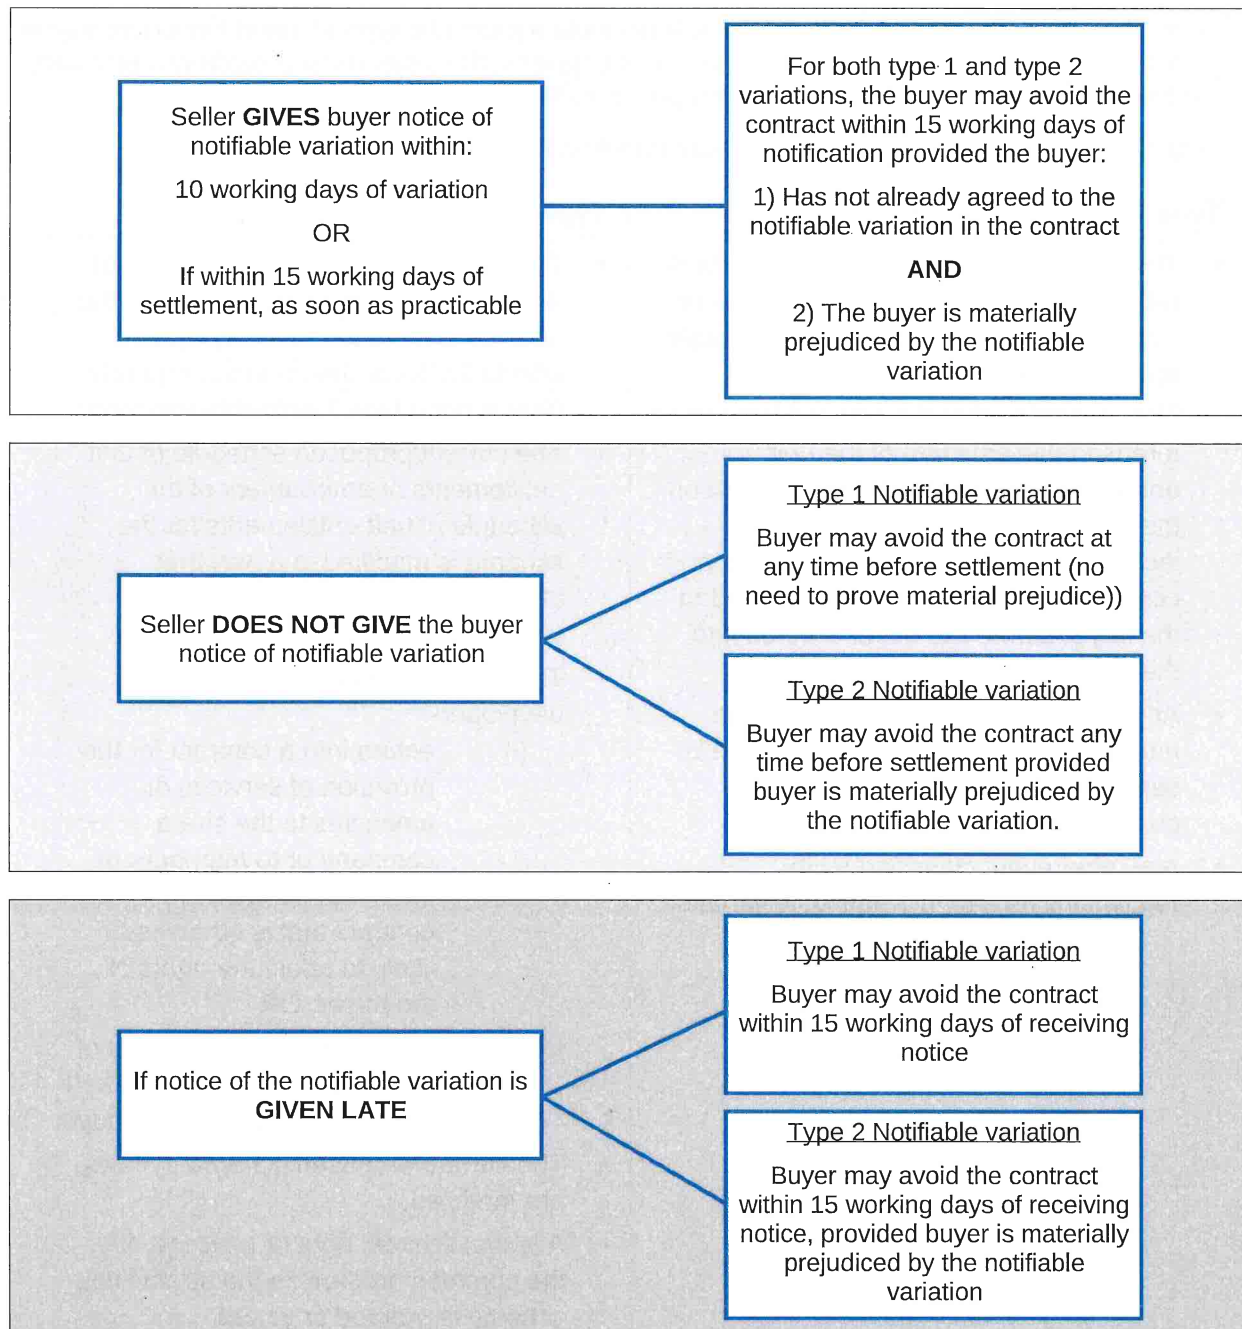 Seller GIVES buyer notice of
notifiable variation within:
10 working days of variation
OR
If within 15 working days of
settlement, as soon as practicable
For both type 1 and type 2
variations, the buyer may avoid the
contract within 15 working days of
notification provided the buyer:
1) Has not already agreed to the
notifiable variation in the contract
AND
2) The buyer is materially
prejudiced by the notifiable
variation
Seller DOES NOT GIVE the buyer
notice of notifiable variation
Type 1 Notifiable variation
Buyer may avoid the contract at
any time before settlement (no
need to prove material prejudice))
Type 2 Notifiable variation
Buyer may avoid the contract any
time before settlement provided
buyer is materially prejudiced by
the notifiable variation.
If notice of the notifiable variation is
GIVEN LATE
Type 1 Notifiable variation
Buyer may avoid the contract
within 15 working days of receiving
notice
Type 2 Notifiable variation
Buyer may avoid the contract
within 15 working days of receiving
notice, provided buyer is materially
prejudiced by the notifiable
variation